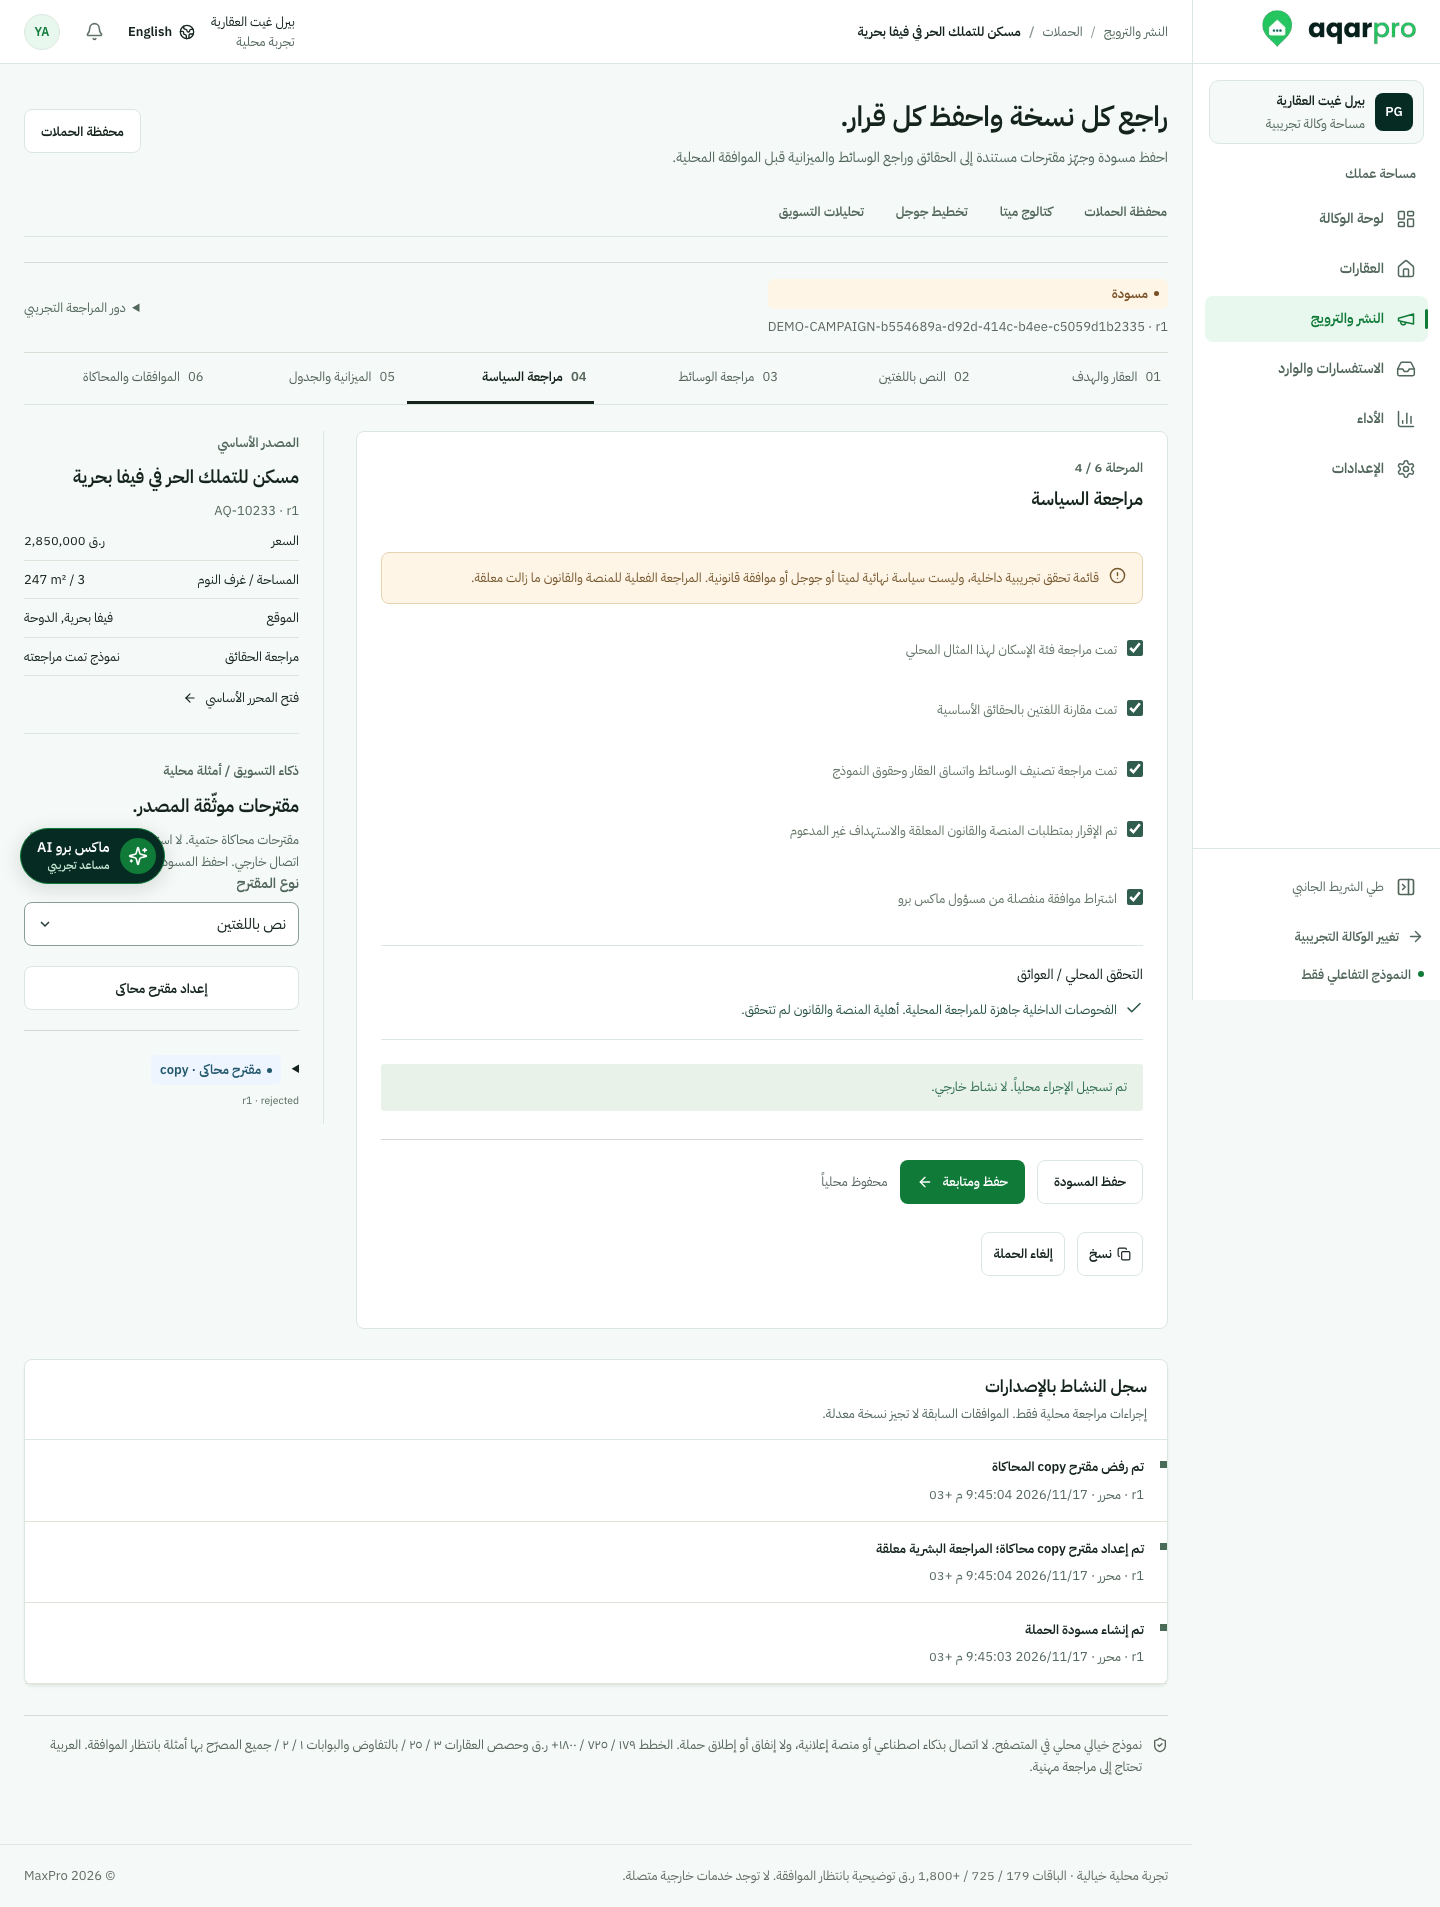 aqarpro
PG
بيرل غيت العقارية
مساحة وكالة تجريبية
مساحة عملك
لوحة الوكالة
العقارات
النشر والترويج
الاستفسارات والوارد
الأداء
الإعدادات
طي الشريط الجانبي
تغيير الوكالة التجريبية
النموذج التفاعلي فقط
النشر والترويج / الحملات / مسكن للتملك الحر في فيفا بحرية
بيرل غيت العقارية
تجربة محلية
English
YA
راجع كل نسخة واحفظ كل قرار.
احفظ مسودة وجهّز مقترحات مستندة إلى الحقائق وراجع الوسائط والميزانية قبل الموافقة المحلية.
محفظة الحملات
محفظة الحملات
كتالوج ميتا
تخطيط جوجل
تحليلات التسويق
مسودة
DEMO-CAMPAIGN-b554689a-d92d-414c-b4ee-c5059d1b2335 · r1
دور المراجعة التجريبي
01 العقار والهدف
02 النص باللغتين
03 مراجعة الوسائط
04 مراجعة السياسة
05 الميزانية والجدول
06 الموافقات والمحاكاة
المرحلة 6 / 4
مراجعة السياسة
قائمة تحقق تجريبية داخلية، وليست سياسة نهائية لميتا أو جوجل أو موافقة قانونية. المراجعة الفعلية للمنصة والقانون ما زالت معلقة.
تمت مراجعة فئة الإسكان لهذا المثال المحلي
تمت مقارنة اللغتين بالحقائق الأساسية
تمت مراجعة تصنيف الوسائط واتساق العقار وحقوق النموذج
تم الإقرار بمتطلبات المنصة والقانون المعلقة والاستهداف غير المدعوم
اشتراط موافقة منفصلة من مسؤول ماكس برو
التحقق المحلي / العوائق
الفحوصات الداخلية جاهزة للمراجعة المحلية. أهلية المنصة والقانون لم تتحقق.
تم تسجيل الإجراء محلياً. لا نشاط خارجي.
حفظ المسودة
حفظ ومتابعة
محفوظ محلياً
نسخ
إلغاء الحملة
المصدر الأساسي
مسكن للتملك الحر في فيفا بحرية
AQ-10233 · r1
السعر
2,850,000 ر.ق
المساحة / غرف النوم
247 m² / 3
الموقع
فيفا بحرية, الدوحة
مراجعة الحقائق
نموذج تمت مراجعته
فتح المحرر الأساسي
ذكاء التسويق / أمثلة محلية
مقترحات موثّقة المصدر.
مقترحات محاكاة حتمية. لا
اتصال خارجي. احفظ
ماكس برو AI
مساعد تجريبي
نوع المقترح
نص باللغتين
إعداد مقترح محاكى
مقترح محاكى · copy
r1 · rejected
سجل النشاط بالإصدارات
إجراءات مراجعة محلية فقط. الموافقات السابقة لا تجيز نسخة معدلة.
تم رفض مقترح copy المحاكاة
r1 · محرر · 2026/11/17 9:45:04 م +03
تم إعداد مقترح copy محاكاة؛ المراجعة البشرية معلقة
r1 · محرر · 2026/11/17 9:45:04 م +03
تم إنشاء مسودة الحملة
r1 · محرر · 2026/11/17 9:45:03 م +03
نموذج خيالي محلي في المتصفح. لا اتصال بذكاء اصطناعي أو منصة إعلانية، ولا إنفاق أو إطلاق حملة. الخطط ١٧٩ / ٧٢٥ / ١٨٠٠+ ر.ق وحصص العقارات ٣ / ٢٥ / بالتفاوض والبوابات ١ / ٢ / جميع المصرّح بها أمثلة بانتظار الموافقة. العربية
تحتاج إلى مراجعة مهنية.
تجربة محلية خيالية · الباقات 179 / 725 / +1,800 ر.ق توضيحية بانتظار الموافقة. لا توجد خدمات خارجية متصلة.
© 2026 MaxPro